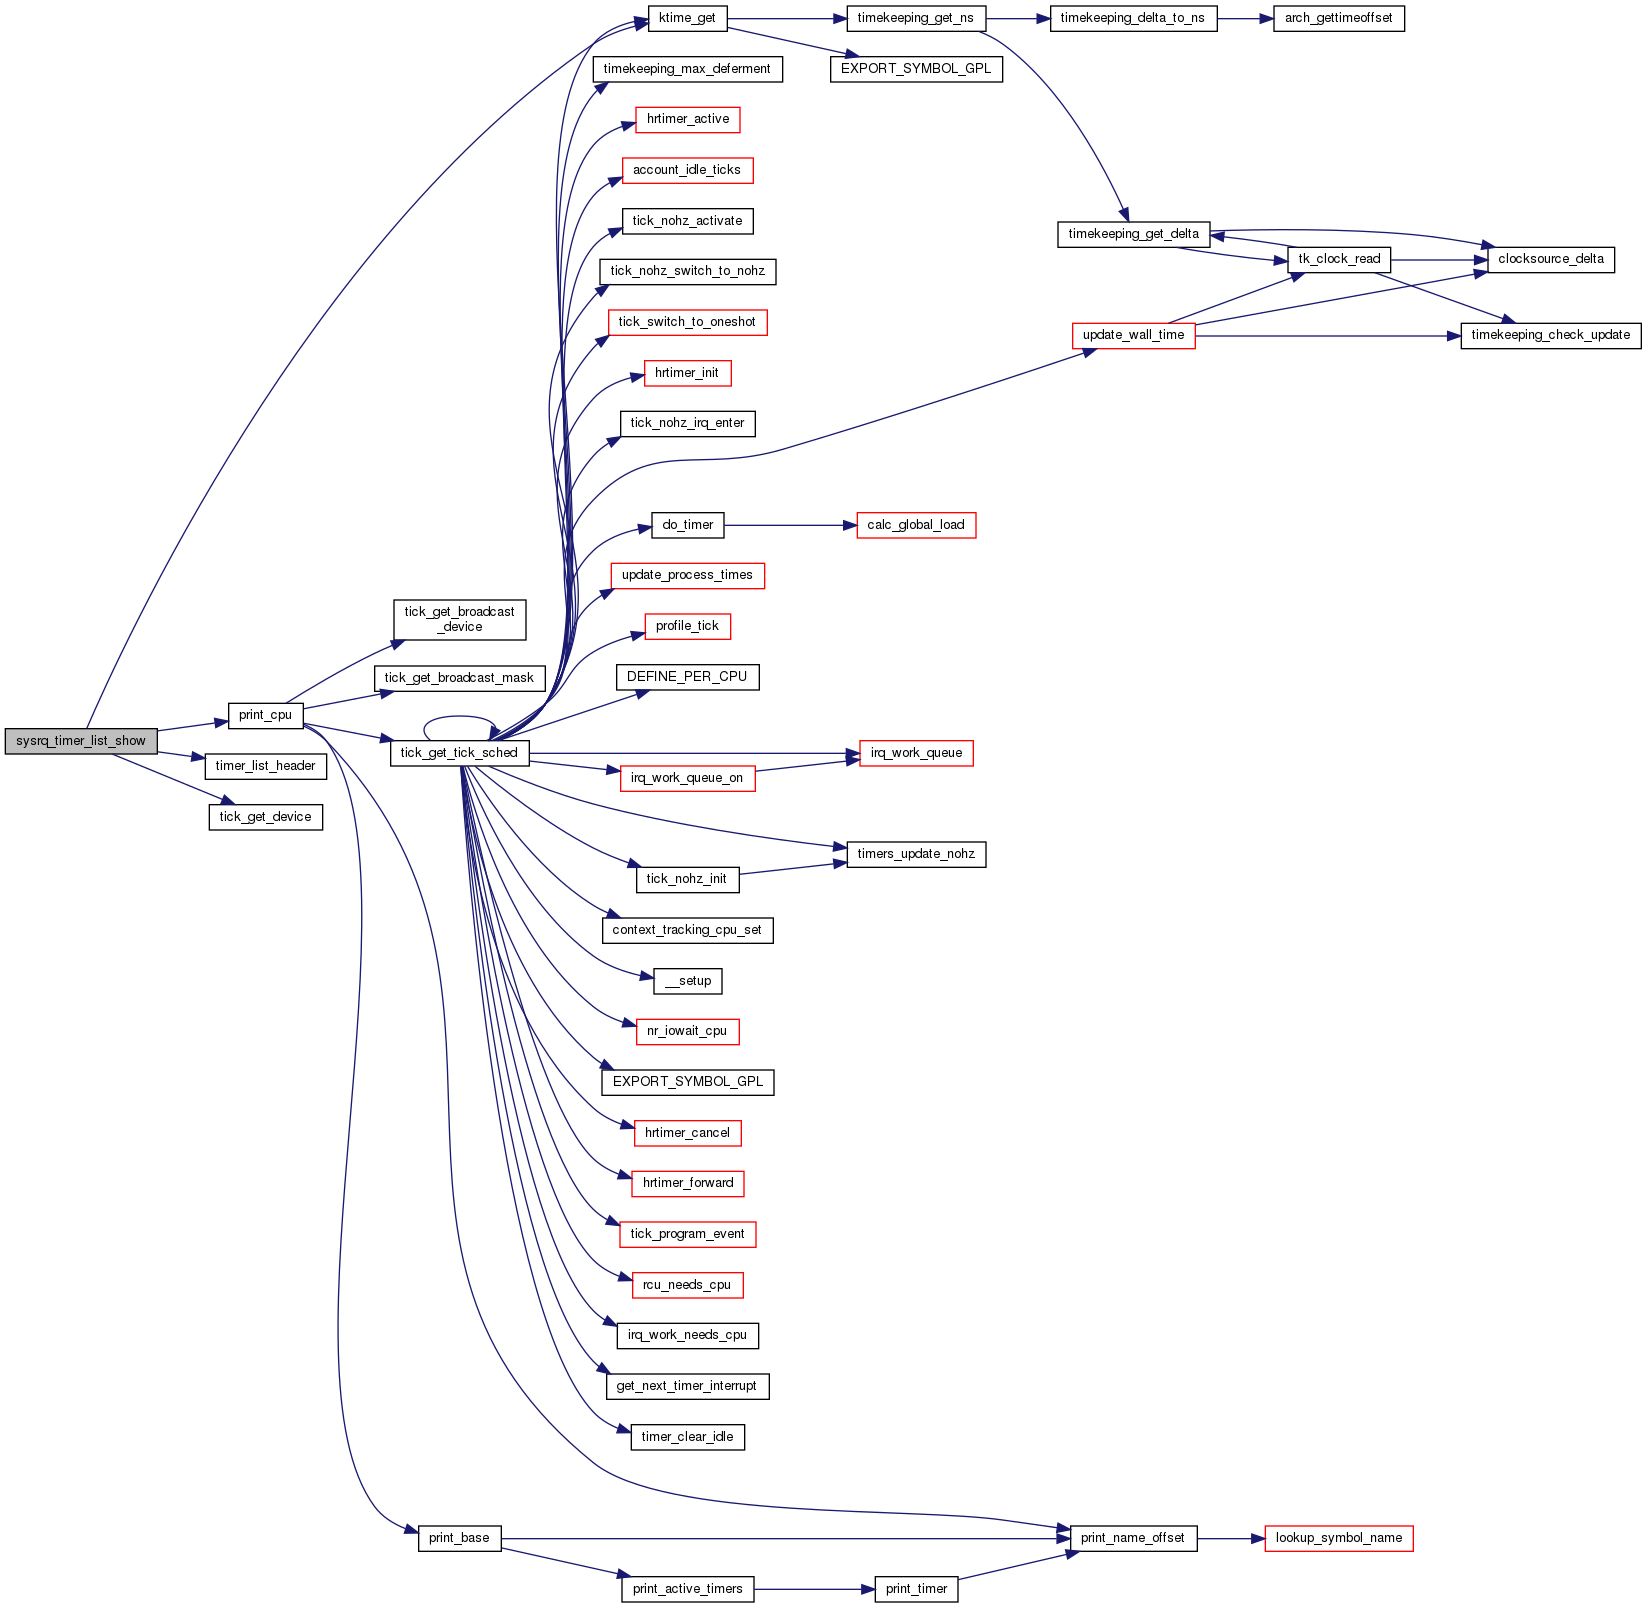 ktime_get
timekeeping_get_ns
timekeeping_delta_to_ns
arch_gettimeoffset
timekeeping_max_deferment
EXPORT_SYMBOL_GPL
hrtimer_active
account_idle_ticks
tick_nohz_activate
timekeeping_get_delta
tick_nohz_switch_to_nohz
tk_clock_read
clocksource_delta
tick_switch_to_oneshot
update_wall_time
timekeeping_check_update
hrtimer_init
tick_nohz_irq_enter
do_timer
calc_global_load
update_process_times
tick_get_broadcast
_device
profile_tick
tick_get_broadcast_mask
DEFINE_PER_CPU
print_cpu
sysrq_timer_list_show
tick_get_tick_sched
irq_work_queue
timer_list_header
irq_work_queue_on
tick_get_device
timers_update_nohz
tick_nohz_init
context_tracking_cpu_set
__setup
nr_iowait_cpu
EXPORT_SYMBOL_GPL
hrtimer_cancel
hrtimer_forward
tick_program_event
rcu_needs_cpu
irq_work_needs_cpu
get_next_timer_interrupt
timer_clear_idle
print_base
print_name_offset
lookup_symbol_name
print_active_timers
print_timer